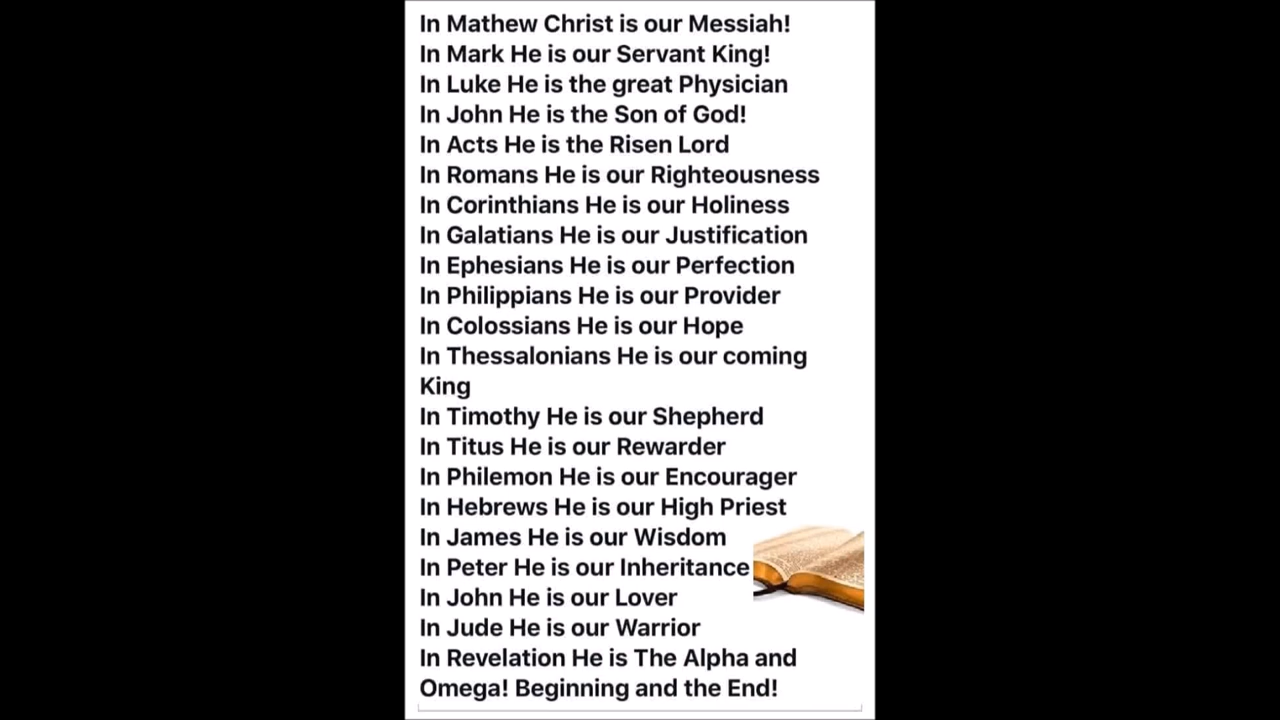 In Mathew Christ is our Messiah!
In Mark He is our Servant King!
In Luke He is the great Physician
In John He is the Son of God!
In Acts He is the Risen Lord
In Romans He is our Righteousness
In Corinthians He is our Holiness
In Galatians He is our Justification
In Ephesians He is our Perfection
In Philippians He is our Provider
In Colossians He is our Hope
In Thessalonians He is our coming
King
In Timothy He is our Shepherd
In Titus He is our Rewarder
In Philemon He is our Encourager
In Hebrews He is our High Priest
In James He is our Wisdom
In Peter He is our Inheritance
In John He is our Lover
In Jude He is our Warrior
In Revelation He is The Alpha and
Omega! Beginning and the End!